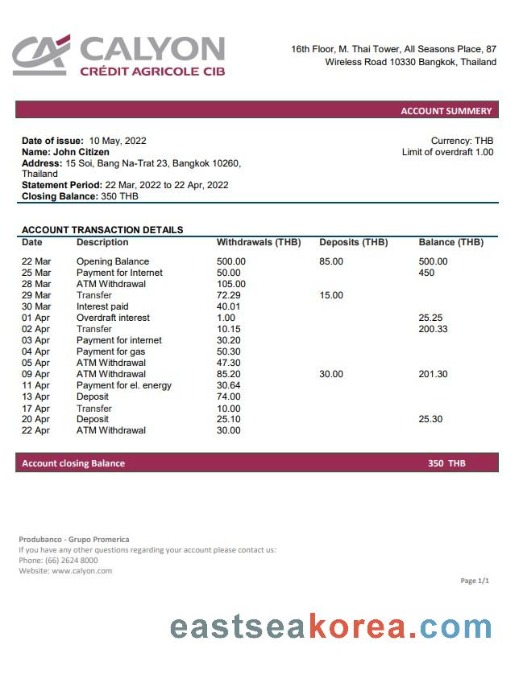 CALYON
CRÉDIT AGRICOLE CIB
16th Floor, M. Thai Tower, All Seasons Place, 87
Wireless Road 10330 Bangkok, Thailand
ACCOUNT SUMMERY
Date of issue: 10 May, 2022
Currency: THB
Name: John Citizen
Limit of overdraft 1.00
Address: 15 Soi, Bang Na-Trat 23, Bangkok 10260,
Thailand
Statement Period: 22 Mar, 2022 to 22 Apr, 2022
Closing Balance: 350 THB
ACCOUNT TRANSACTION DETAILS
Date Description Withdrawals (THB) Deposits (THB) Balance (THB)
22 Mar Opening Balance 500.00 85.00 500.00
25 Mar Payment for Internet 50.00 450
28 Mar ATM Withdrawal 105.00
29 Mar Transfer 72.29 15.00
30 Mar Interest paid 40.01
01 Apr Overdraft interest 1.00 25.25
02 Apr Transfer 10.15 200.33
03 Apr Payment for internet 30.20
04 Apr Payment for gas 50.30
05 Apr ATM Withdrawal 47.30
09 Apr ATM Withdrawal 85.20 30.00 201.30
11 Apr Payment for el. energy 30.64
13 Apr Deposit 74.00
17 Apr Transfer 10.00
20 Apr Deposit 25.10 25.30
22 Apr ATM Withdrawal 30.00
Account closing Balance 350 THB
Produbanco - Grupo Promerica
If you have any other questions regarding your account please contact us:
Phone: (66) 2624 8000
Website: www.calyon.com
Page 1/1
eastseakorea.com